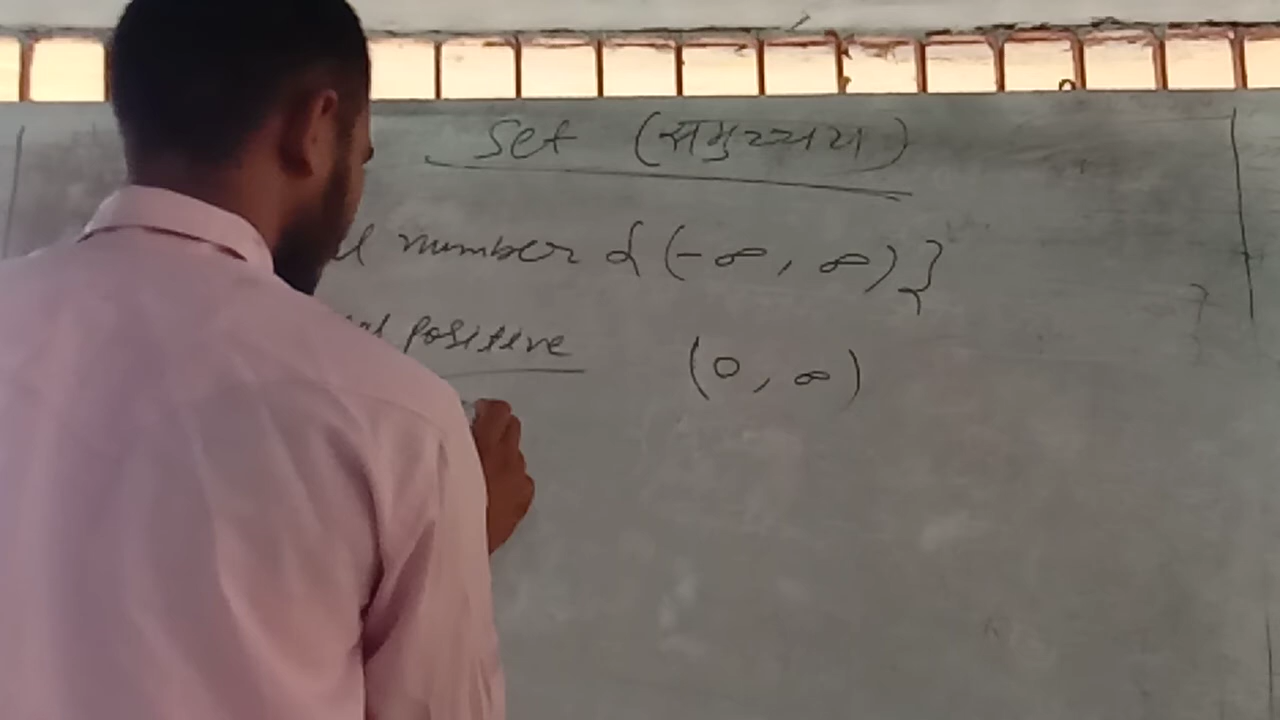 Set (समुच्चय)
number {(-∞, ∞)}
positive (0, ∞)